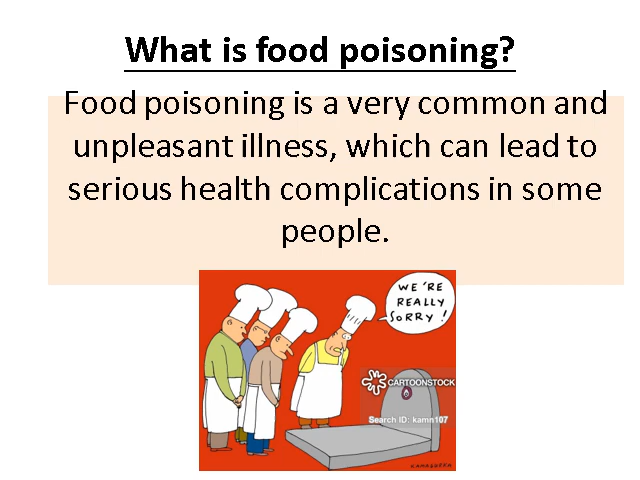 What is food poisoning?
Food poisoning is a very common and
unpleasant illness, which can lead to
serious health complications in some
people.
WE'RE
REALLY
SORRY!
CARTOONSTOCK
Search ID: kamn107